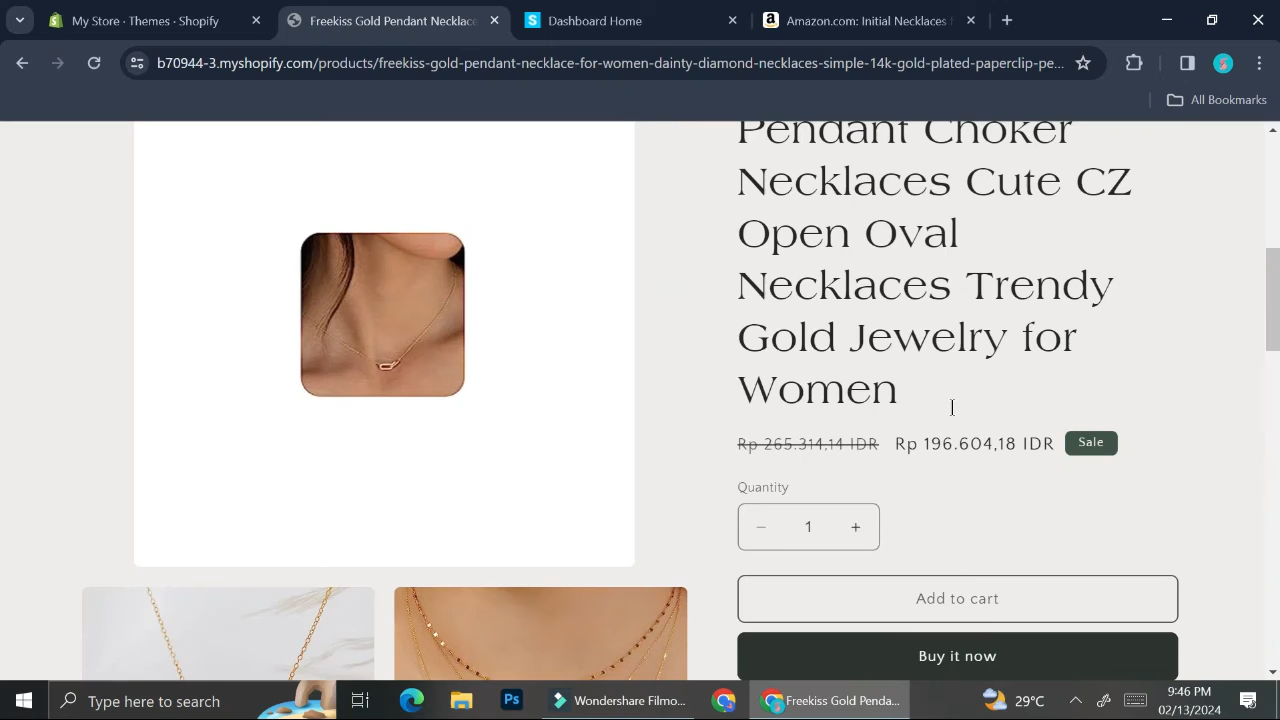 My Store - Themes · Shopify
Freekiss Gold Pendant Necklace
Dashboard Home
Amazon.com: Initial Necklaces f
b70944-3.myshopify.com/products/freekiss-gold-pendant-necklace-for-women-dainty-diamond-necklaces-simple-14k-gold-plated-paperclip-pe...
All Bookmarks
Pendant Choker
Necklaces Cute CZ
Open Oval
Necklaces Trendy
Gold Jewelry for
Women
Rp 265.314,14 IDR Rp 196.604,18 IDR Sale
Quantity
− 1 +
Add to cart
Buy it now
Type here to search
Ps
Wondershare Filmo...
Freekiss Gold Penda...
29°C
9:46 PM
02/13/2024